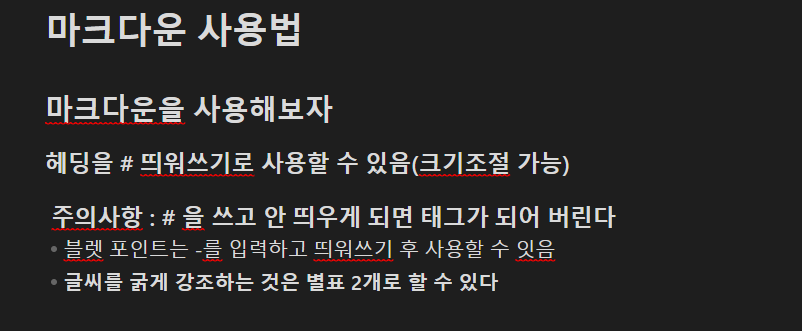 마크다운 사용법
마크다운을 사용해보자
헤딩을 # 띄워쓰기로 사용할 수 있음(크기조절 가능)
주의사항 : # 을 쓰고 안 띄우게 되면 태그가 되어 버린다
• 블렛 포인트는 -를 입력하고 띄워쓰기 후 사용할 수 잇음
• 글씨를 굵게 강조하는 것은 별표 2개로 할 수 있다